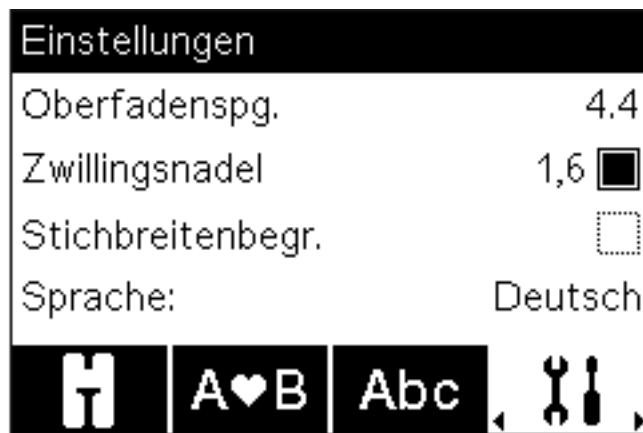 Einstellungen
Oberfadenspg. 4.4
Zwillingsnadel 1,6
Stichbreitenbegr.
Sprache: Deutsch
A♥B Abc